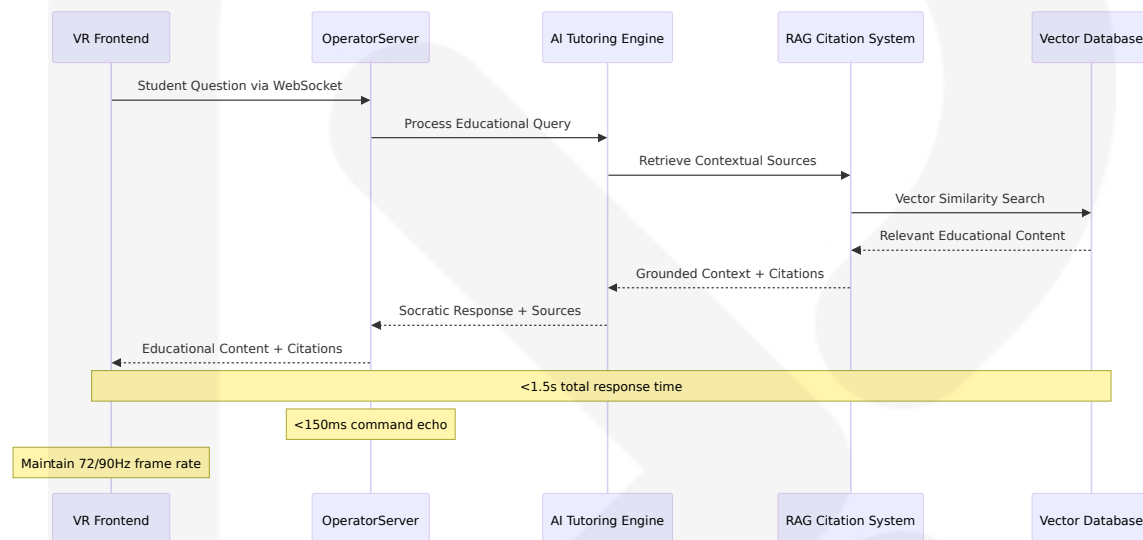 VR Frontend
OperatorServer
AI Tutoring Engine
RAG Citation System
Vector Database
Student Question via WebSocket
Process Educational Query
Retrieve Contextual Sources
Vector Similarity Search
Relevant Educational Content
Grounded Context + Citations
Socratic Response + Sources
Educational Content + Citations
<1.5s total response time
<150ms command echo
Maintain 72/90Hz frame rate
VR Frontend
OperatorServer
AI Tutoring Engine
RAG Citation System
Vector Database